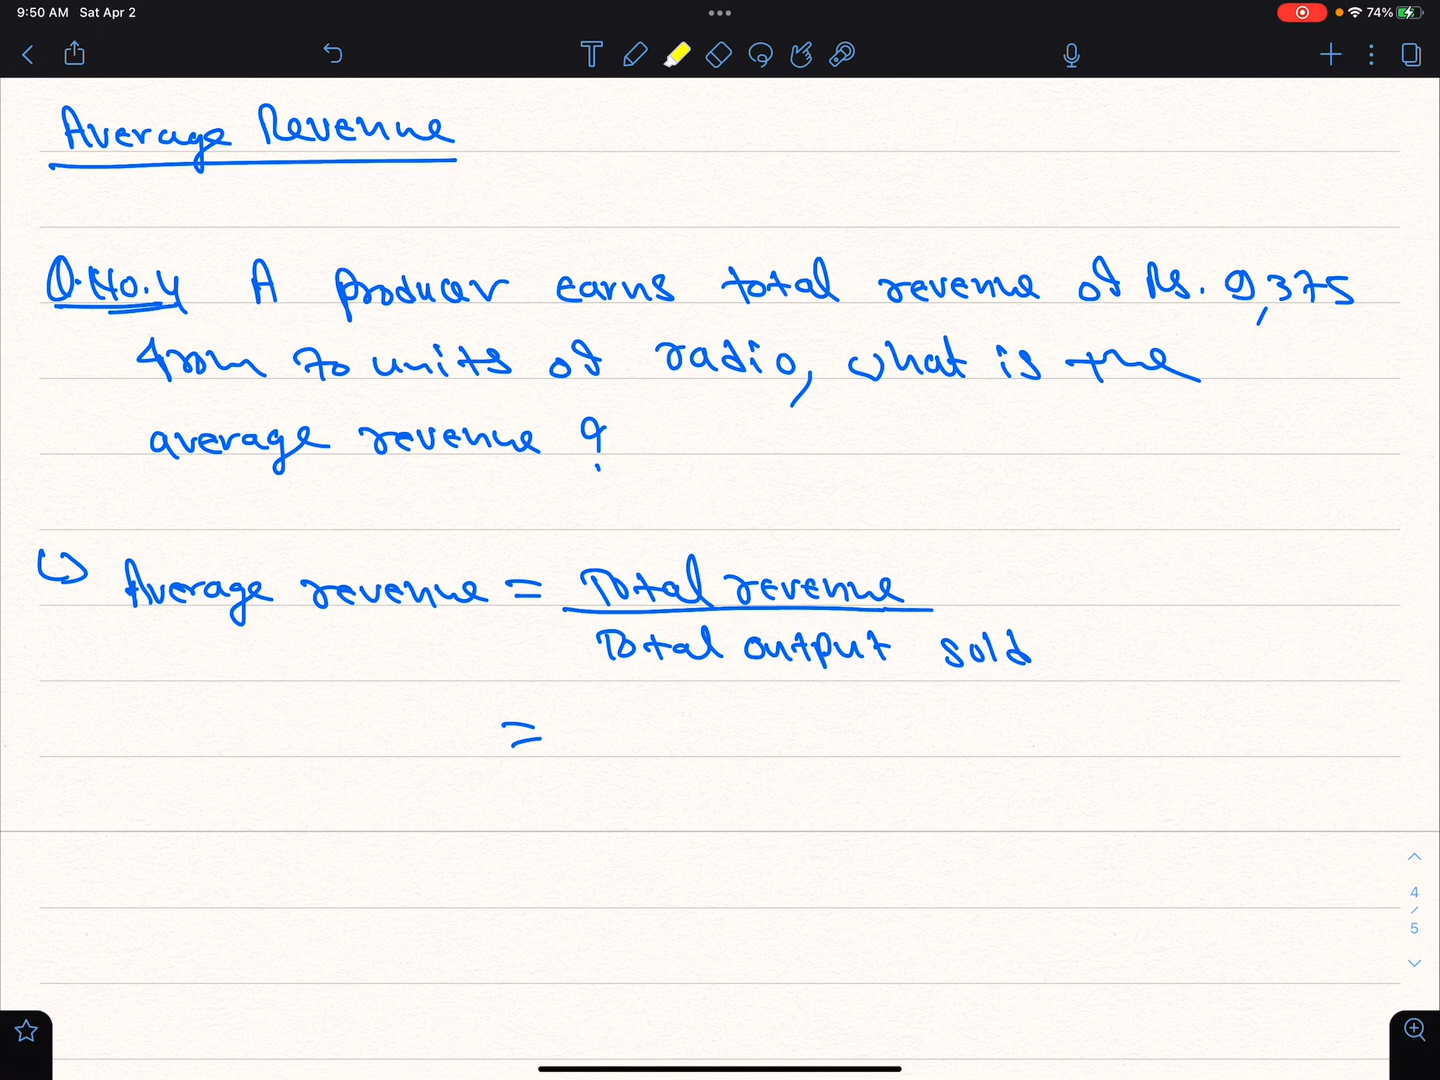 9:50 AM Sat Apr 2
74%
Average Revenue
Q.No.4 A producer earns total revenue of Rs. 9,375
from 70 units of radio, what is the
average revenue ?
Average revenue = Total revenue
Total output sold
=
4
/
5